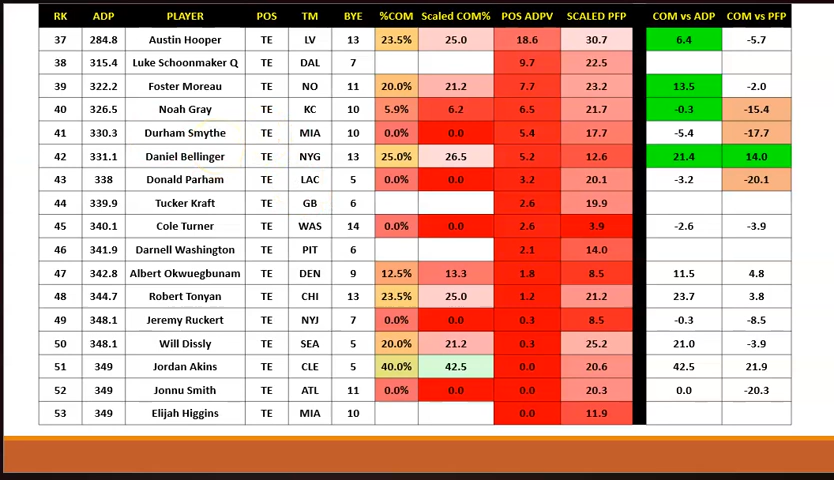 RK ADP PLAYER POS TM BYE %COM Scaled COM% POS ADPV SCALED PFP COM vs ADP COM vs PFP
37 284.8 Austin Hooper TE LV 13 23.5% 25.0 18.6 30.7 6.4 -5.7
38 315.4 Luke Schoonmaker Q TE DAL 7 9.7 22.5
39 322.2 Foster Moreau TE NO 11 20.0% 21.2 7.7 23.2 13.5 -2.0
40 326.5 Noah Gray TE KC 10 5.9% 6.2 6.5 21.7 -0.3 -15.4
41 330.3 Durham Smythe TE MIA 10 0.0% 0.0 5.4 17.7 -5.4 -17.7
42 331.1 Daniel Bellinger TE NYG 13 25.0% 26.5 5.2 12.6 21.4 14.0
43 338 Donald Parham TE LAC 5 0.0% 0.0 3.2 20.1 -3.2 -20.1
44 339.9 Tucker Kraft TE GB 6 2.6 19.9
45 340.1 Cole Turner TE WAS 14 0.0% 0.0 2.6 3.9 -2.6 -3.9
46 341.9 Darnell Washington TE PIT 6 2.1 14.0
47 342.8 Albert Okwuegbunam TE DEN 9 12.5% 13.3 1.8 8.5 11.5 4.8
48 344.7 Robert Tonyan TE CHI 13 23.5% 25.0 1.2 21.2 23.7 3.8
49 348.1 Jeremy Ruckert TE NYJ 7 0.0% 0.0 0.3 8.5 -0.3 -8.5
50 348.1 Will Dissly TE SEA 5 20.0% 21.2 0.3 25.2 21.0 -3.9
51 349 Jordan Akins TE CLE 5 40.0% 42.5 0.0 20.6 42.5 21.9
52 349 Jonnu Smith TE ATL 11 0.0% 0.0 0.0 20.3 0.0 -20.3
53 349 Elijah Higgins TE MIA 10 0.0 11.9